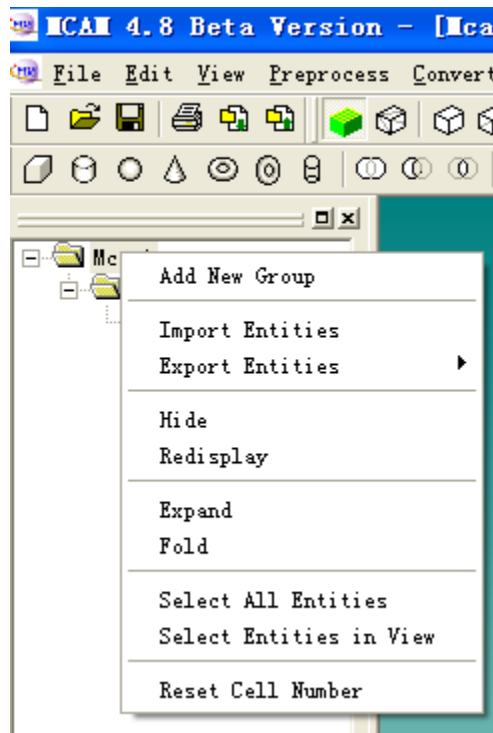 MCAM 4.8 Beta Version - [Mca
File Edit View Preprocess Convert
Mc
Add New Group
Import Entities
Export Entities
Hide
Redisplay
Expand
Fold
Select All Entities
Select Entities in View
Reset Cell Number